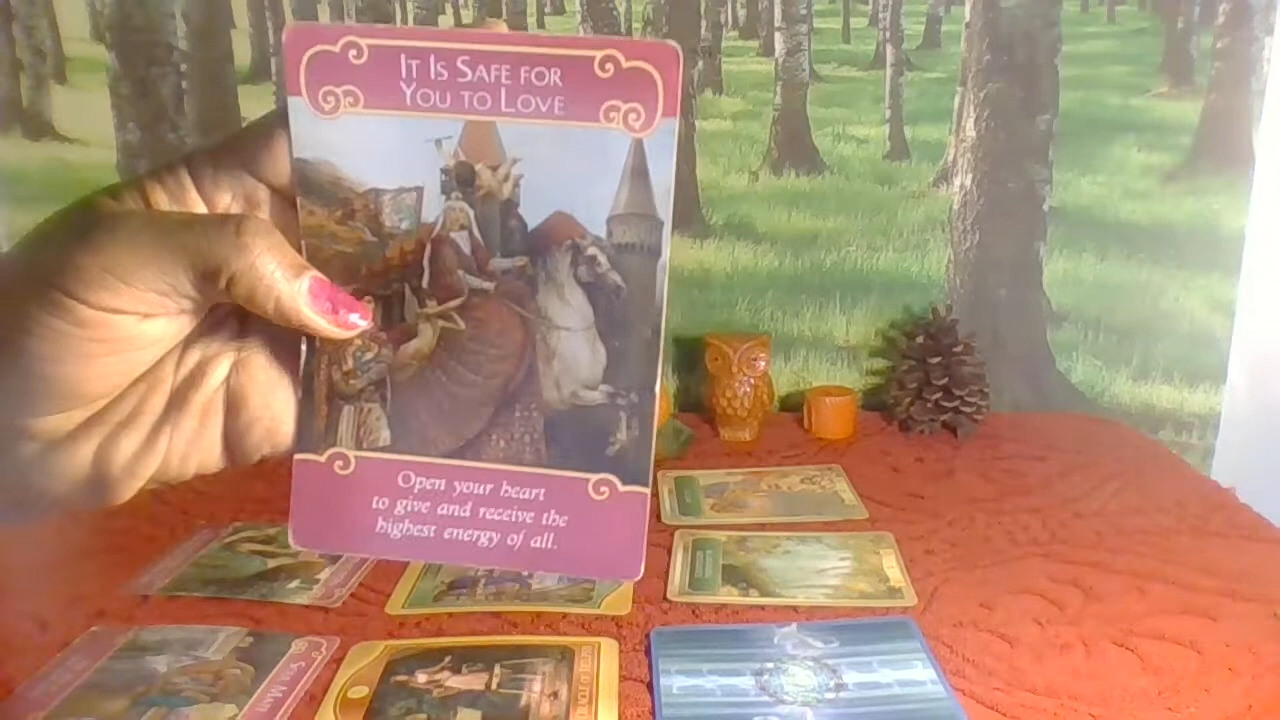 It Is Safe for
You to Love
Open your heart
to give and receive the
highest energy of all.